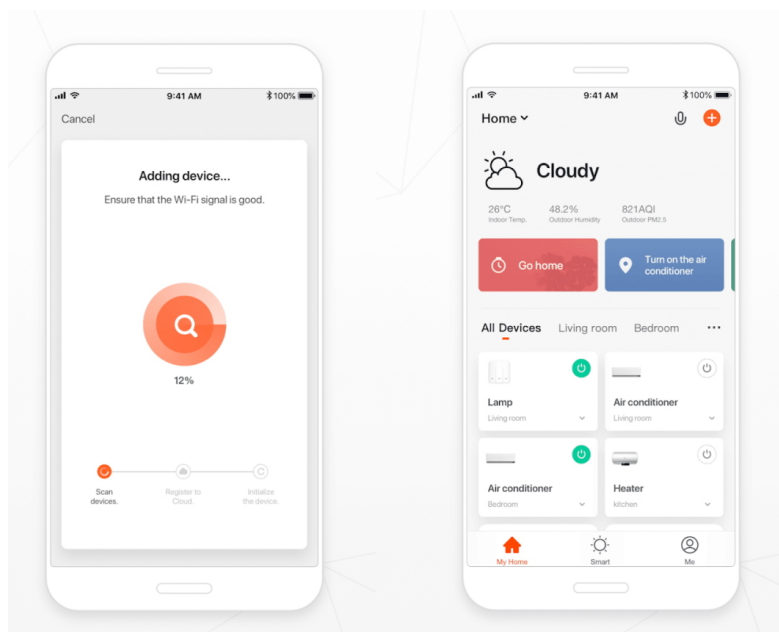 9:41 AM
100%
Cancel
Adding device...
Ensure that the Wi-Fi signal is good.
12%
Scan
devices.
Register to
Cloud.
Initialize
the device.
9:41 AM
100%
Home
Cloudy
26°C
48.2%
821AQI
Indoor Temp.
Outdoor Humidity
Outdoor PM2.5
Go home
Turn on the air
conditioner
All Devices
Living room
Bedroom
Lamp
Living room
Air conditioner
Living room
Air conditioner
Bedroom
Heater
kitchen
My Home
Smart
Me